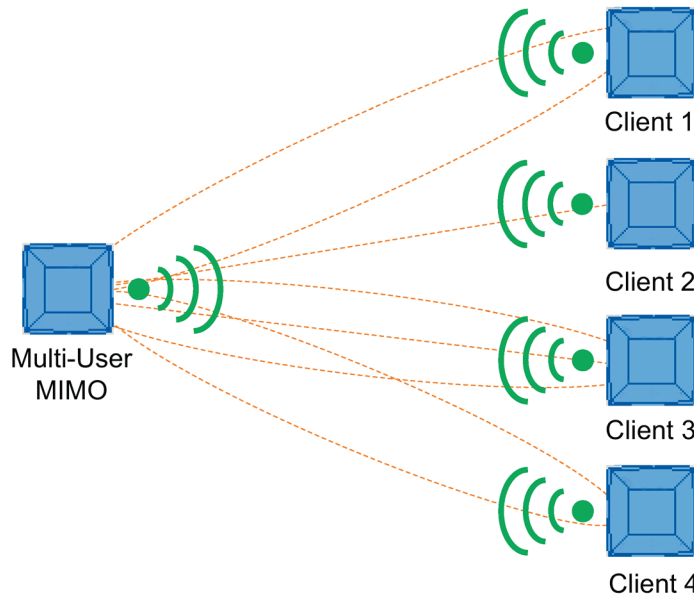 Client 1
Client 2
Multi-User
MIMO
Client 3
Client 4